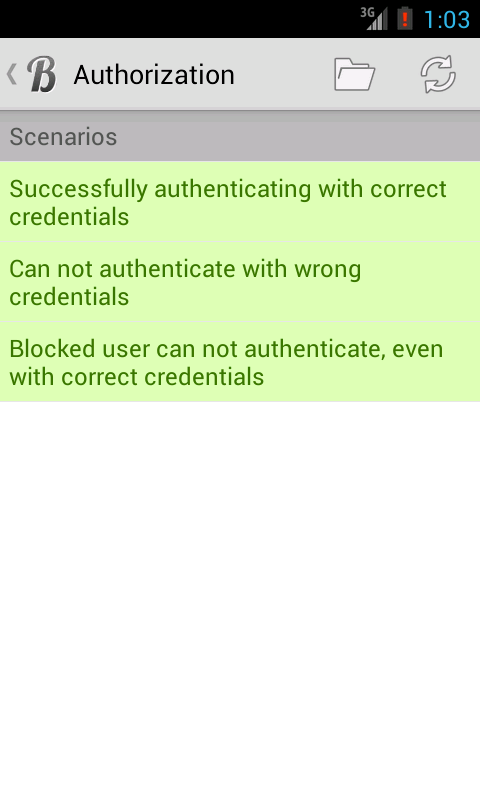 3G 1:03
B Authorization
Scenarios
Successfully authenticating with correct
credentials
Can not authenticate with wrong
credentials
Blocked user can not authenticate, even
with correct credentials